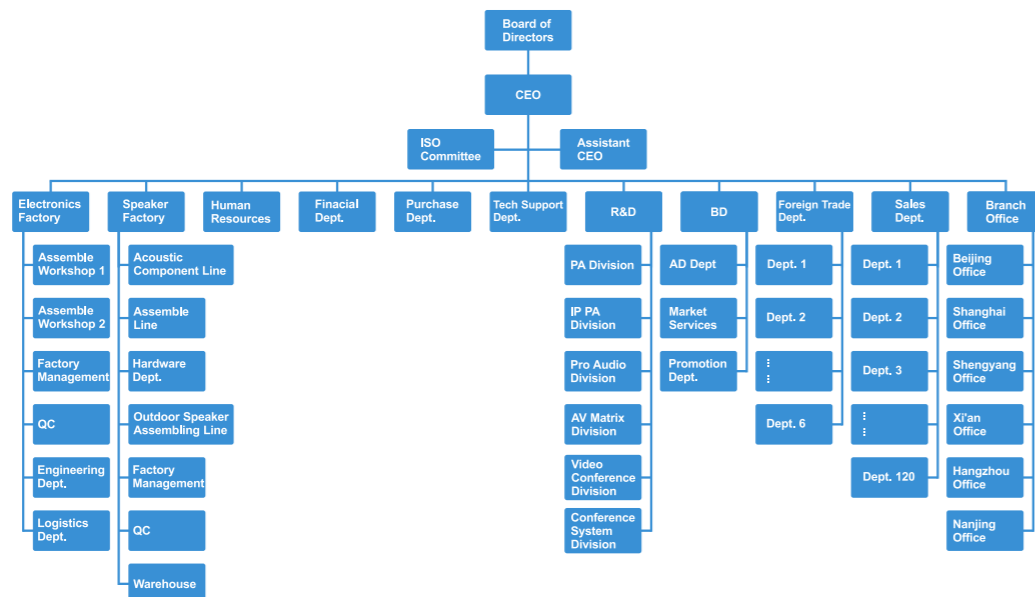 Board of
Directors
CEO
ISO
Committee
Assistant
CEO
Electronics
Factory
Speaker
Factory
Human
Resources
Finacial
Dept.
Purchase
Dept.
Tech Support
Dept.
R&D
BD
Foreign Trade
Dept.
Sales
Dept.
Branch
Office
Assemble
Workshop 1
Assemble
Workshop 2
Factory
Management
QC
Engineering
Dept.
Logistics
Dept.
Acoustic
Component Line
Assemble
Line
Hardware
Dept.
Outdoor Speaker
Assembling Line
Factory
Management
QC
Warehouse
PA Division
IP PA
Division
Pro Audio
Division
AV Matrix
Division
Video
Conference
Division
Conference
System
Division
AD Dept
Market
Services
Promotion
Dept.
Dept. 1
Dept. 2
⋮
⋮
Dept. 6
Dept. 1
Dept. 2
Dept. 3
⋮
⋮
Dept. 120
Beijing
Office
Shanghai
Office
Shengyang
Office
Xi'an
Office
Hangzhou
Office
Nanjing
Office